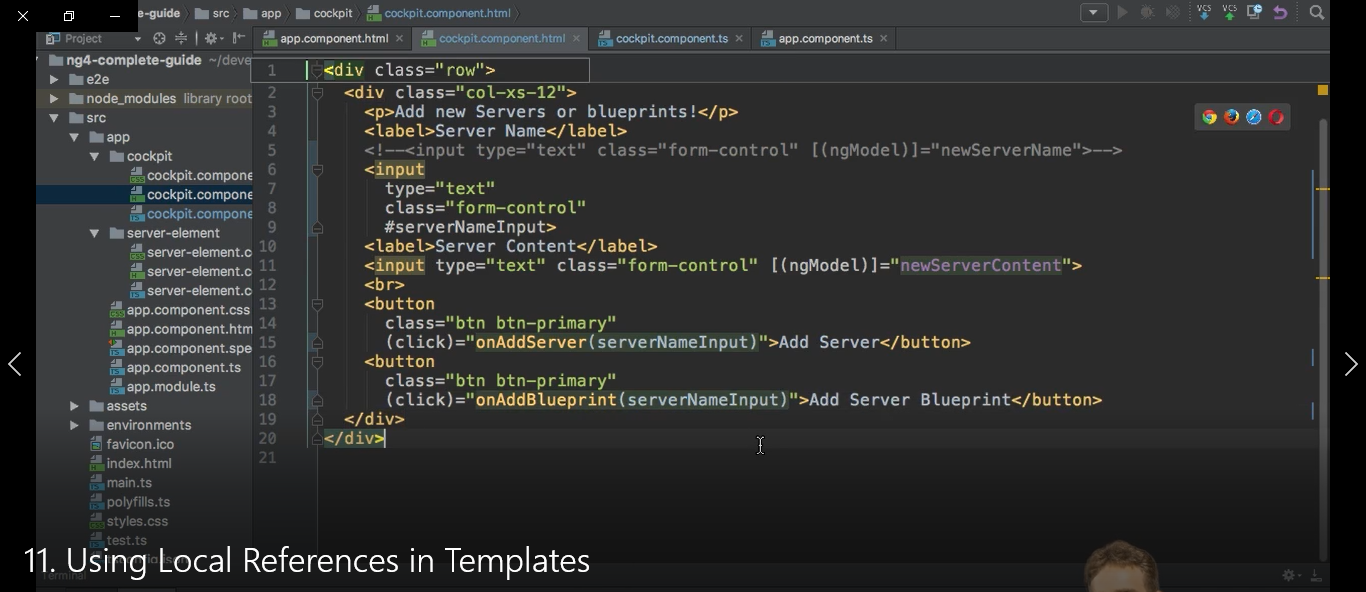 e-guide src app cockpit cockpit.component.html
VCS VCS
Project
app.component.html cockpit.component.html cockpit.component.ts app.component.ts
ng4-complete-guide ~/deve
e2e
node_modules library root
src
app
cockpit
cockpit.compone
cockpit.compone
cockpit.compone
server-element
server-element.c
server-element.c
server-element.c
app.component.css
app.component.htm
app.component.spe
app.component.ts
app.module.ts
assets
environments
favicon.ico
index.html
main.ts
polyfills.ts
styles.css
test.ts
Terminal
1 <div class="row">
2 <div class="col-xs-12">
3 <p>Add new Servers or blueprints!</p>
4 <label>Server Name</label>
5 <!--<input type="text" class="form-control" [(ngModel)]="newServerName">-->
6 <input
7 type="text"
8 class="form-control"
9 #serverNameInput>
10 <label>Server Content</label>
11 <input type="text" class="form-control" [(ngModel)]="newServerContent">
12 <br>
13 <button
14 class="btn btn-primary"
15 (click)="onAddServer(serverNameInput)">Add Server</button>
16 <button
17 class="btn btn-primary"
18 (click)="onAddBlueprint(serverNameInput)">Add Server Blueprint</button>
19 </div>
20 </div>
21
11. Using Local References in Templates